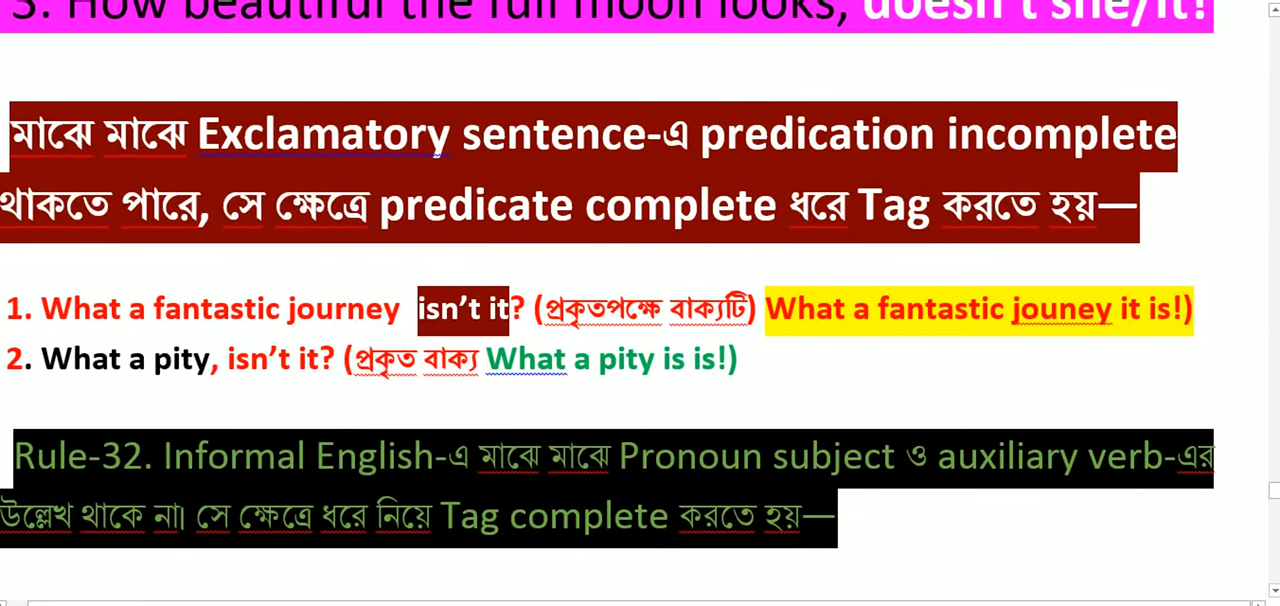 3. How beautiful the full moon looks, doesn't she/it!
মাঝে মাঝে Exclamatory sentence-এ predication incomplete
থাকতে পারে, সে ক্ষেত্রে predicate complete ধরে Tag করতে হয়—
1. What a fantastic journey isn't it? (প্রকৃতপক্ষে বাক্যটি) What a fantastic jouney it is!)
2. What a pity, isn't it? (প্রকৃত বাক্য What a pity is is!)
Rule-32. Informal English-এ মাঝে মাঝে Pronoun subject ও auxiliary verb-এর
উল্লেখ থাকে না। সে ক্ষেত্রে ধরে নিয়ে Tag complete করতে হয়—